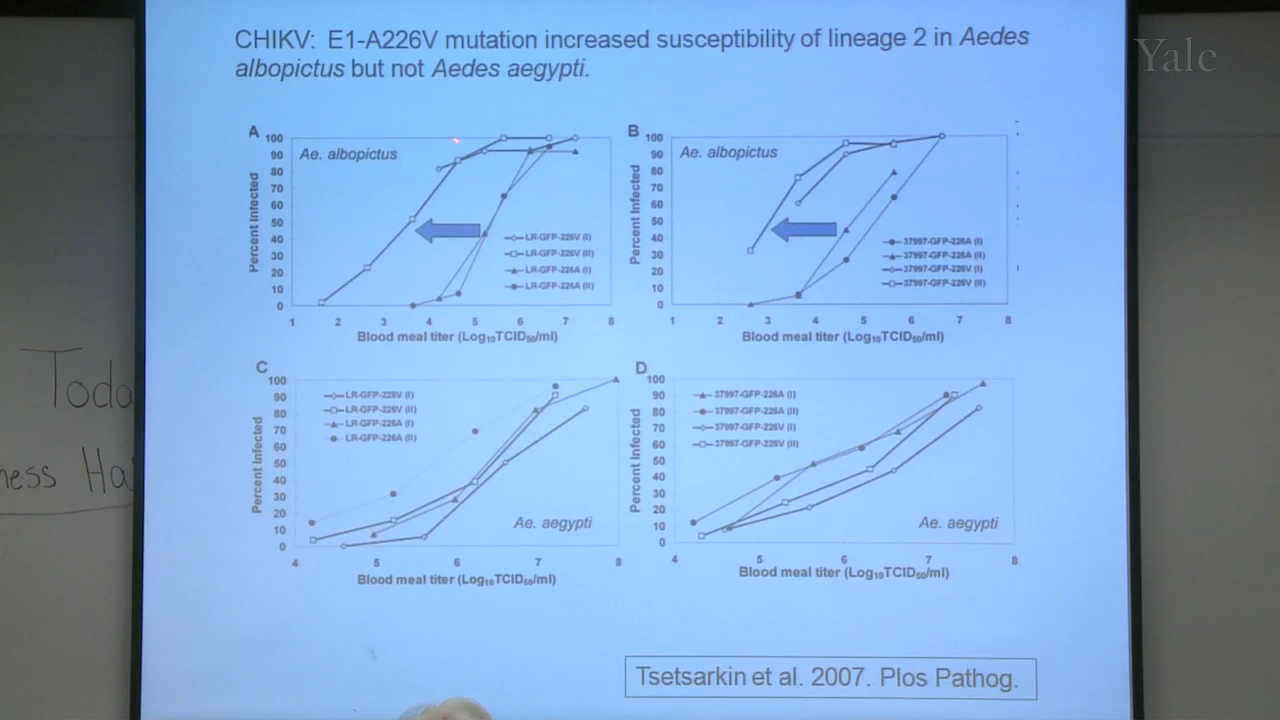 CHIKV: E1-A226V mutation increased susceptibility of lineage 2 in Aedes
albopictus but not Aedes aegypti.
Yale
A
Ae. albopictus
Percent Infected
100
90
80
70
60
50
40
30
20
10
0
LR-GFP-226V (I)
LR-GFP-226V (II)
LR-GFP-226A (I)
LR-GFP-226A (II)
1 2 3 4 5 6 7 8
Blood meal titer (Log10TCID50/ml)
B
Ae. albopictus
Percent Infected
100
90
80
70
60
50
40
30
20
10
0
37997-GFP-226A (I)
37997-GFP-226A (II)
37997-GFP-226V (I)
37997-GFP-226V (II)
1 2 3 4 5 6 7 8
Blood meal titer (Log10TCID50/ml)
C
Percent Infected
100
90
80
70
60
50
40
30
20
10
0
LR-GFP-226V (I)
LR-GFP-226V (II)
LR-GFP-226A (I)
LR-GFP-226A (II)
Ae. aegypti
4 5 6 7 8
Blood meal titer (Log10TCID50/ml)
D
Percent Infected
100
90
80
70
60
50
40
30
20
10
0
37997-GFP-226A (I)
37997-GFP-226A (II)
37997-GFP-226V (I)
37997-GFP-226V (II)
Ae. aegypti
4 5 6 7 8
Blood meal titer (Log10TCID50/ml)
Toda
ness Ha
Tsetsarkin et al. 2007. Plos Pathog.